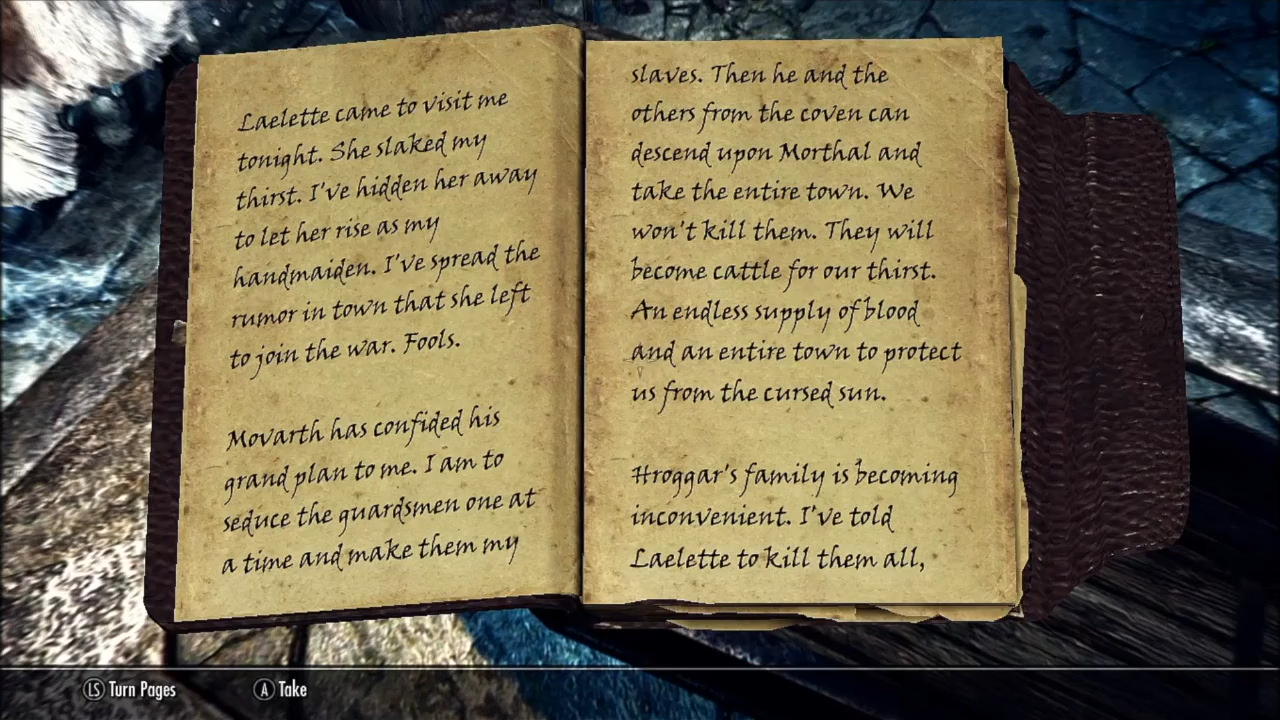 Laelette came to visit me
tonight. She slaked my
thirst. I've hidden her away
to let her rise as my
handmaiden. I've spread the
rumor in town that she left
to join the war. Fools.
Movarth has confided his
grand plan to me. I am to
seduce the guardsmen one at
a time and make them my
slaves. Then he and the
others from the coven can
descend upon Morthal and
take the entire town. We
won't kill them. They will
become cattle for our thirst.
An endless supply of blood
and an entire town to protect
us from the cursed sun.
Hroggar's family is becoming
inconvenient. I've told
Laelette to kill them all,
LS Turn Pages
A Take